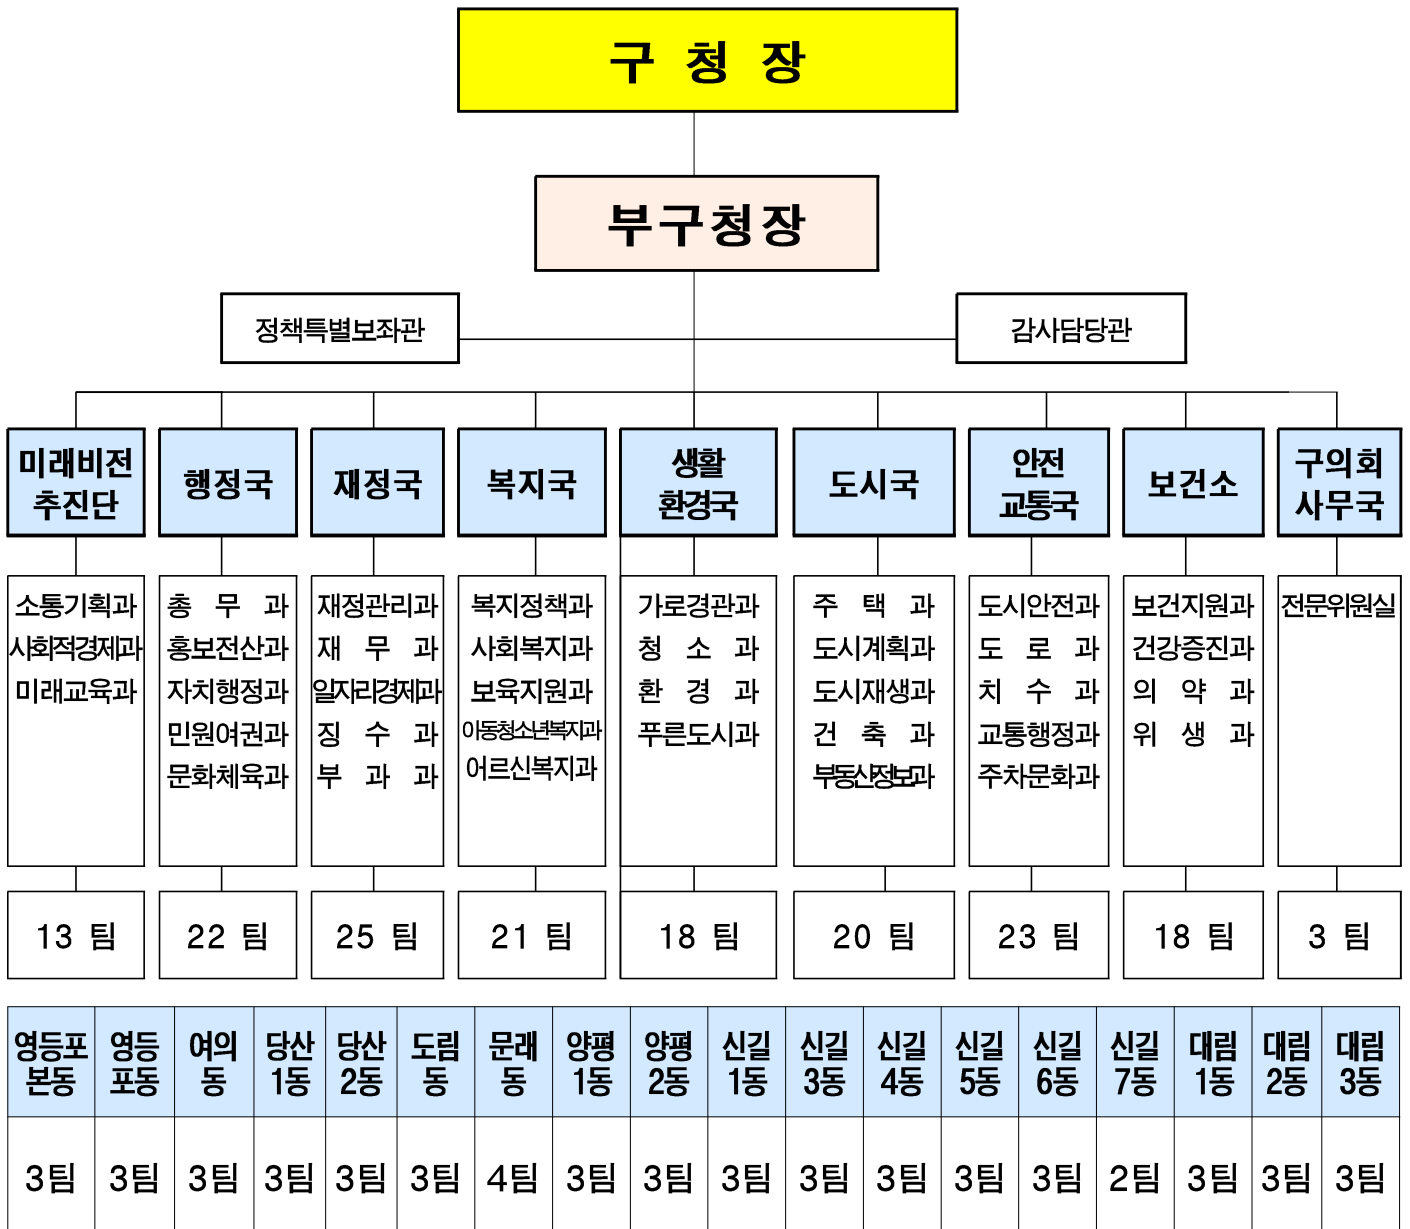 구 청 장
부구청장
정책특별보좌관
감사담당관
미래비전
추진단
행정국
재정국
복지국
생활
환경국
도시국
안전
교통국
보건소
구의회
사무국
소통기획과
사회적경제과
미래교육과
총 무 과
홍보전산과
자치행정과
민원여권과
문화체육과
재정관리과
재 무 과
일자리경제과
징 수 과
부 과 과
복지정책과
사회복지과
보육지원과
아동청소년복지과
어르신복지과
가로경관과
청 소 과
환 경 과
푸른도시과
주 택 과
도시계획과
도시재생과
건 축 과
부동산정보과
도시안전과
도 로 과
치 수 과
교통행정과
주차문화과
보건지원과
건강증진과
의 약 과
위 생 과
전문위원실
13 팀
22 팀
25 팀
21 팀
18 팀
20 팀
23 팀
18 팀
3 팀
영등포
본동
영등
포동
여의
동
당산
1동
당산
2동
도림
동
문래
동
양평
1동
양평
2동
신길
1동
신길
3동
신길
4동
신길
5동
신길
6동
신길
7동
대림
1동
대림
2동
대림
3동
3팀
3팀
3팀
3팀
3팀
3팀
4팀
3팀
3팀
3팀
3팀
3팀
3팀
3팀
2팀
3팀
3팀
3팀